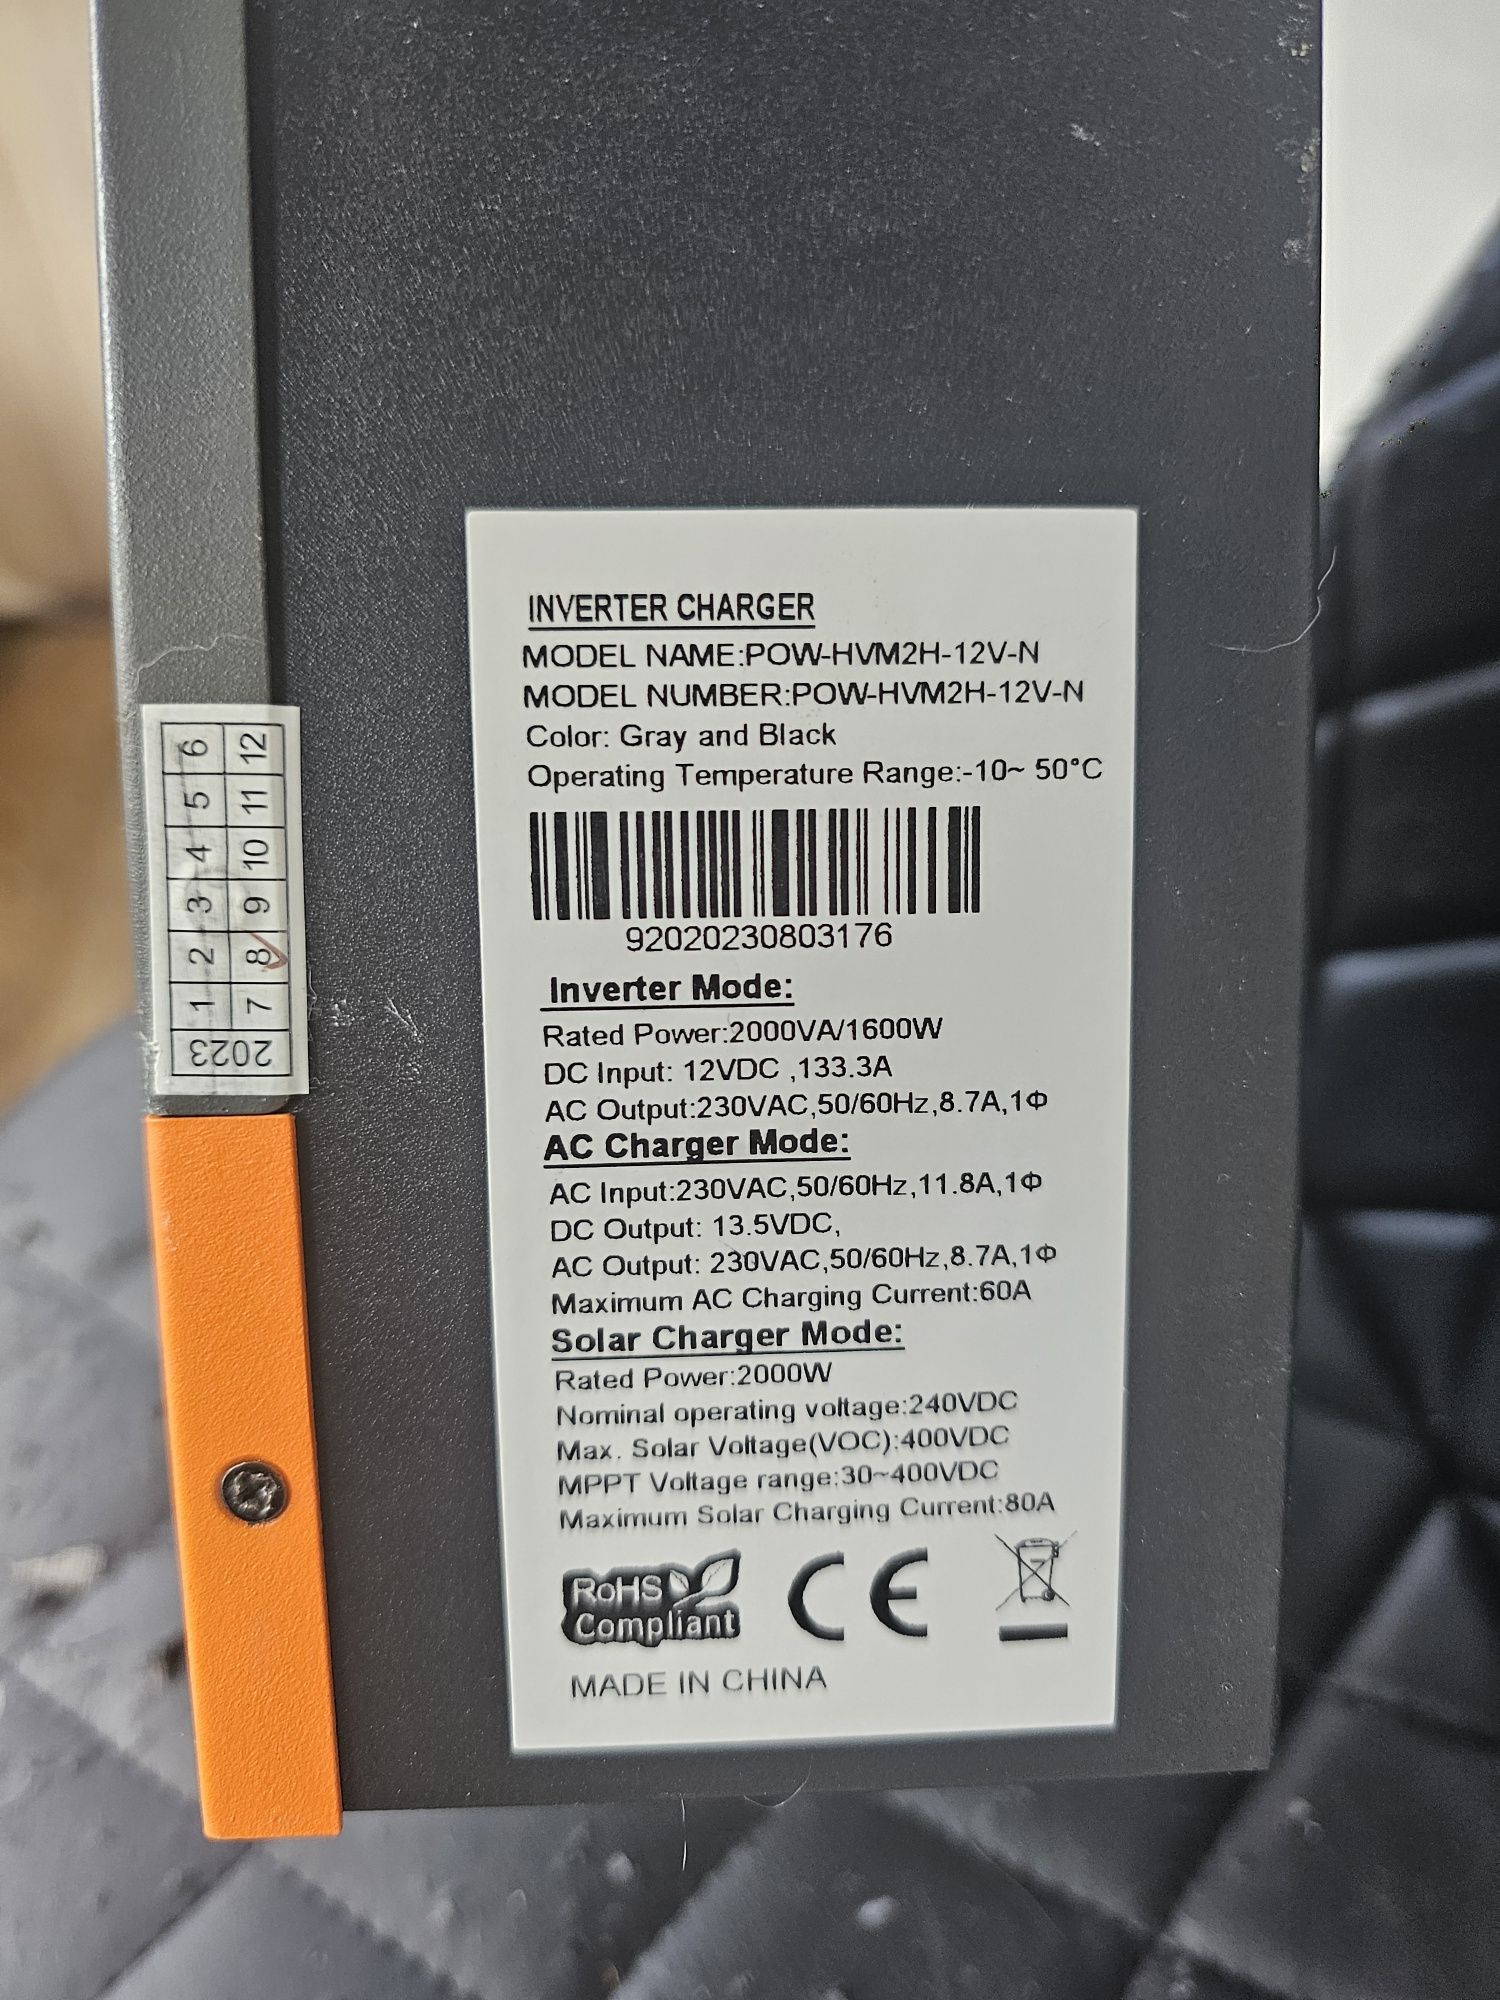 INVERTER CHARGER
MODEL NAME:POW-HVM2H-12V-N
MODEL NUMBER:POW-HVM2H-12V-N
Color: Gray and Black
Operating Temperature Range:-10~ 50°C
92020230803176
Inverter Mode:
Rated Power:2000VA/1600W
DC Input: 12VDC ,133.3A
AC Output:230VAC,50/60Hz,8.7A,1Φ
AC Charger Mode:
AC Input:230VAC,50/60Hz,11.8A,1Φ
DC Output: 13.5VDC,
AC Output: 230VAC,50/60Hz,8.7A,1Φ
Maximum AC Charging Current:60A
Solar Charger Mode:
Rated Power:2000W
Nominal operating voltage:240VDC
Max. Solar Voltage(VOC):400VDC
MPPT Voltage range:30~400VDC
Maximum Solar Charging Current:80A
RoHS
Compliant
CE
MADE IN CHINA
2023
1 2 3 4 5 6
7 8 9 10 11 12